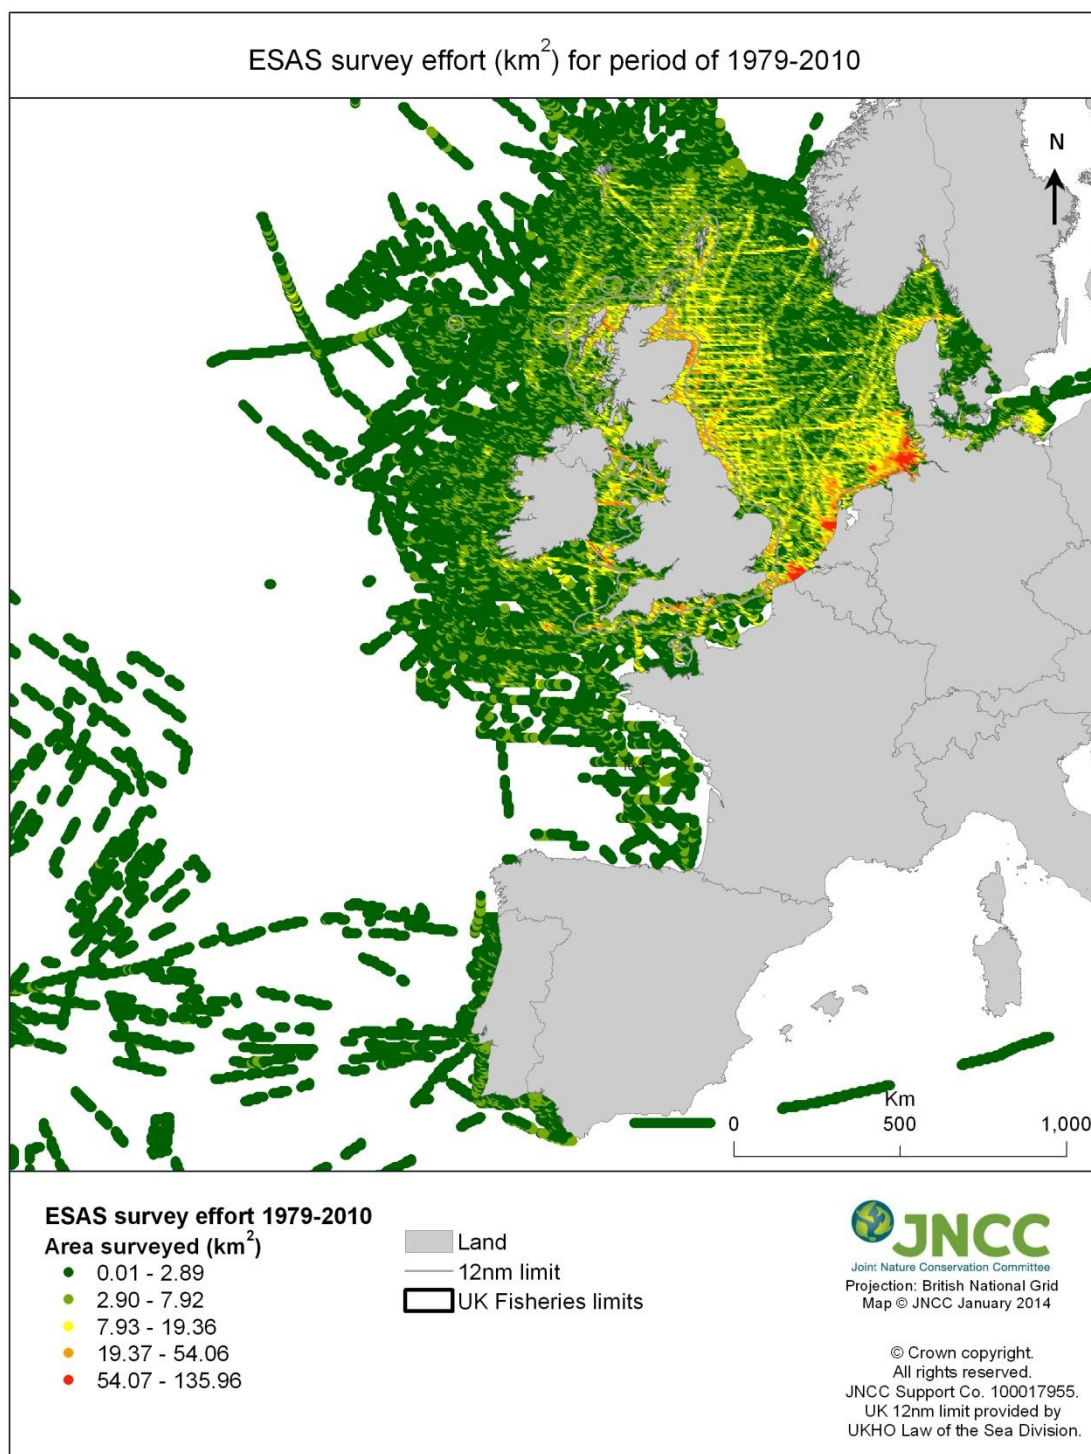 ESAS survey effort (km²) for period of 1979-2010
N
Km
0 500 1,000
ESAS survey effort 1979-2010
Area surveyed (km²)
0.01 - 2.89
2.90 - 7.92
7.93 - 19.36
19.37 - 54.06
54.07 - 135.96
Land
12nm limit
UK Fisheries limits
JNCC
Joint Nature Conservation Committee
Projection: British National Grid
Map © JNCC January 2014
© Crown copyright.
All rights reserved.
JNCC Support Co. 100017955.
UK 12nm limit provided by
UKHO Law of the Sea Division.